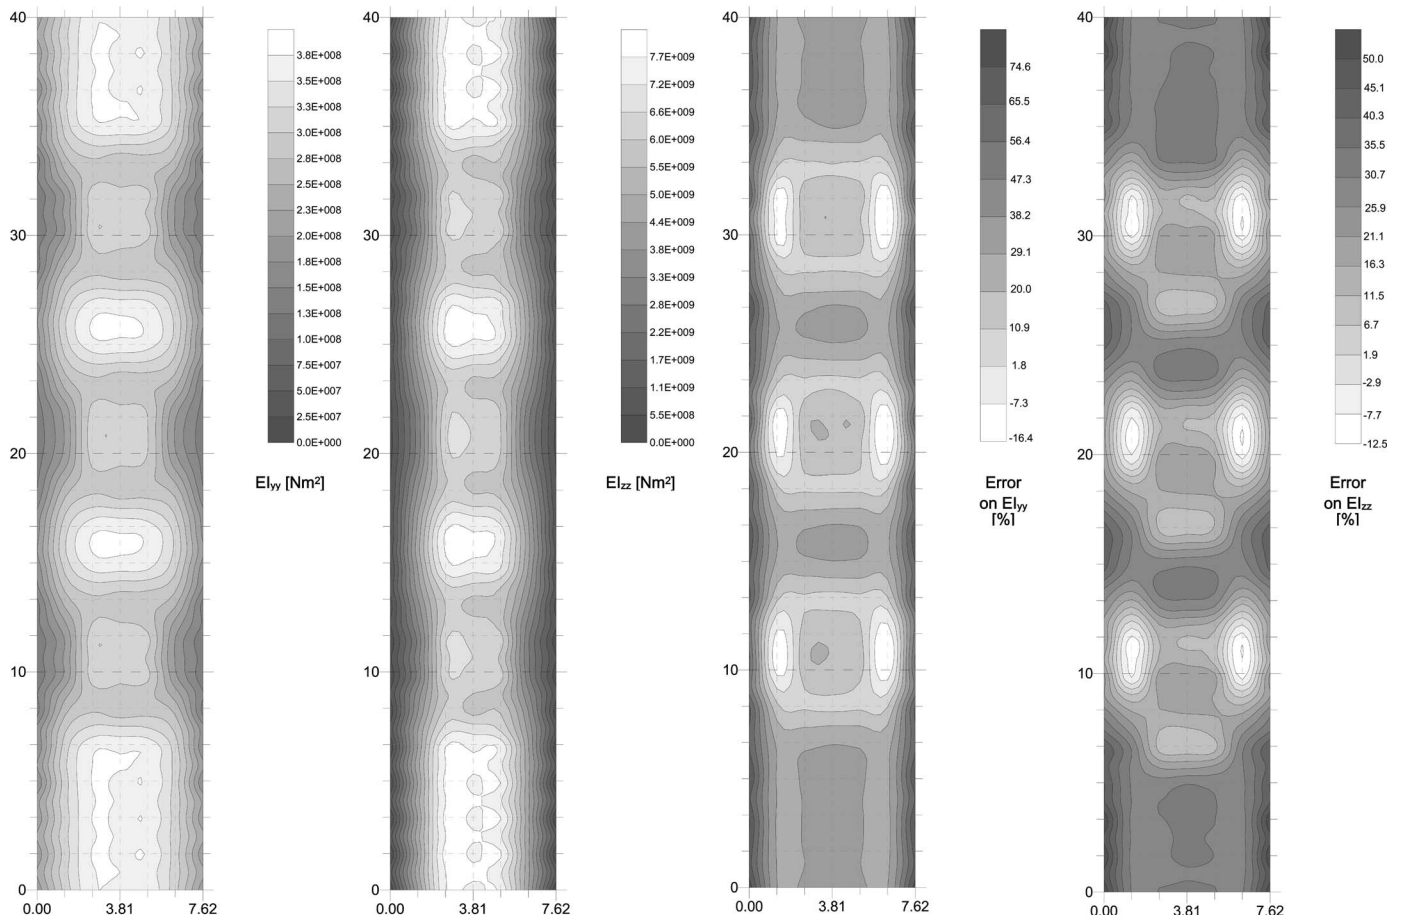 40
30
20
10
0
0.00 3.81 7.62
3.8E+008
3.5E+008
3.3E+008
3.0E+008
2.8E+008
2.5E+008
2.3E+008
2.0E+008
1.8E+008
1.5E+008
1.3E+008
1.0E+008
7.5E+007
5.0E+007
2.5E+007
0.0E+000
EIyy [Nm²]
40
30
20
10
0
0.00 3.81 7.62
7.7E+009
7.2E+009
6.6E+009
6.0E+009
5.5E+009
5.0E+009
4.4E+009
3.8E+009
3.3E+009
2.8E+009
2.2E+009
1.7E+009
1.1E+009
5.5E+008
0.0E+000
EIzz [Nm²]
40
30
20
10
0
0.00 3.81 7.62
74.6
65.5
56.4
47.3
38.2
29.1
20.0
10.9
1.8
-7.3
-16.4
Error
on EIyy
[%]
40
30
20
10
0
0.00 3.81 7.62
50.0
45.1
40.3
35.5
30.7
25.9
21.1
16.3
11.5
6.7
1.9
-2.9
-7.7
-12.5
Error
on EIzz
[%]